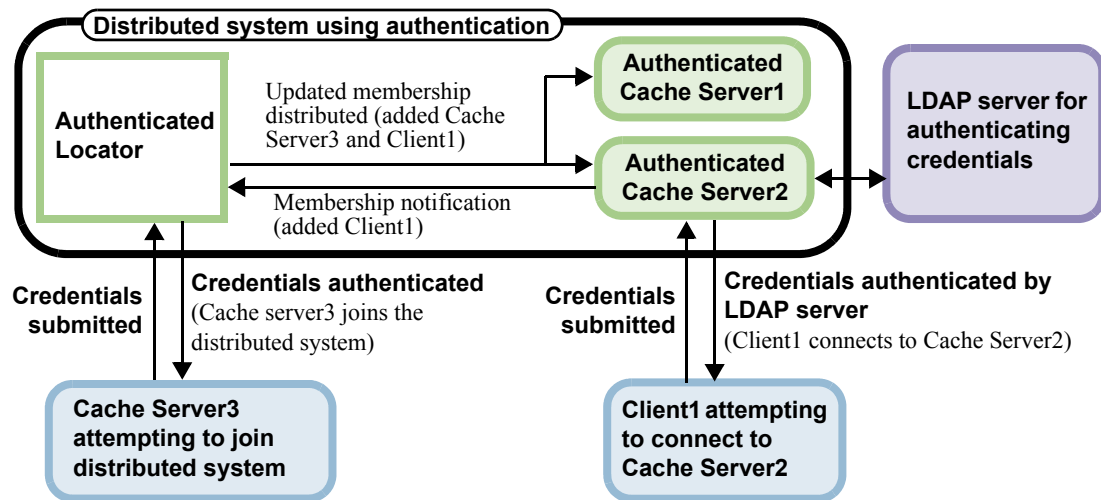 Distributed system using authentication
Authenticated
Locator
Updated membership
distributed (added Cache
Server3 and Client1)
Membership notification
(added Client1)
Authenticated
Cache Server1
Authenticated
Cache Server2
LDAP server for
authenticating
credentials
Credentials
submitted
Credentials authenticated
(Cache server3 joins the
distributed system)
Credentials
submitted
Credentials authenticated by
LDAP server
(Client1 connects to Cache Server2)
Cache Server3
attempting to join
distributed system
Client1 attempting
to connect to
Cache Server2